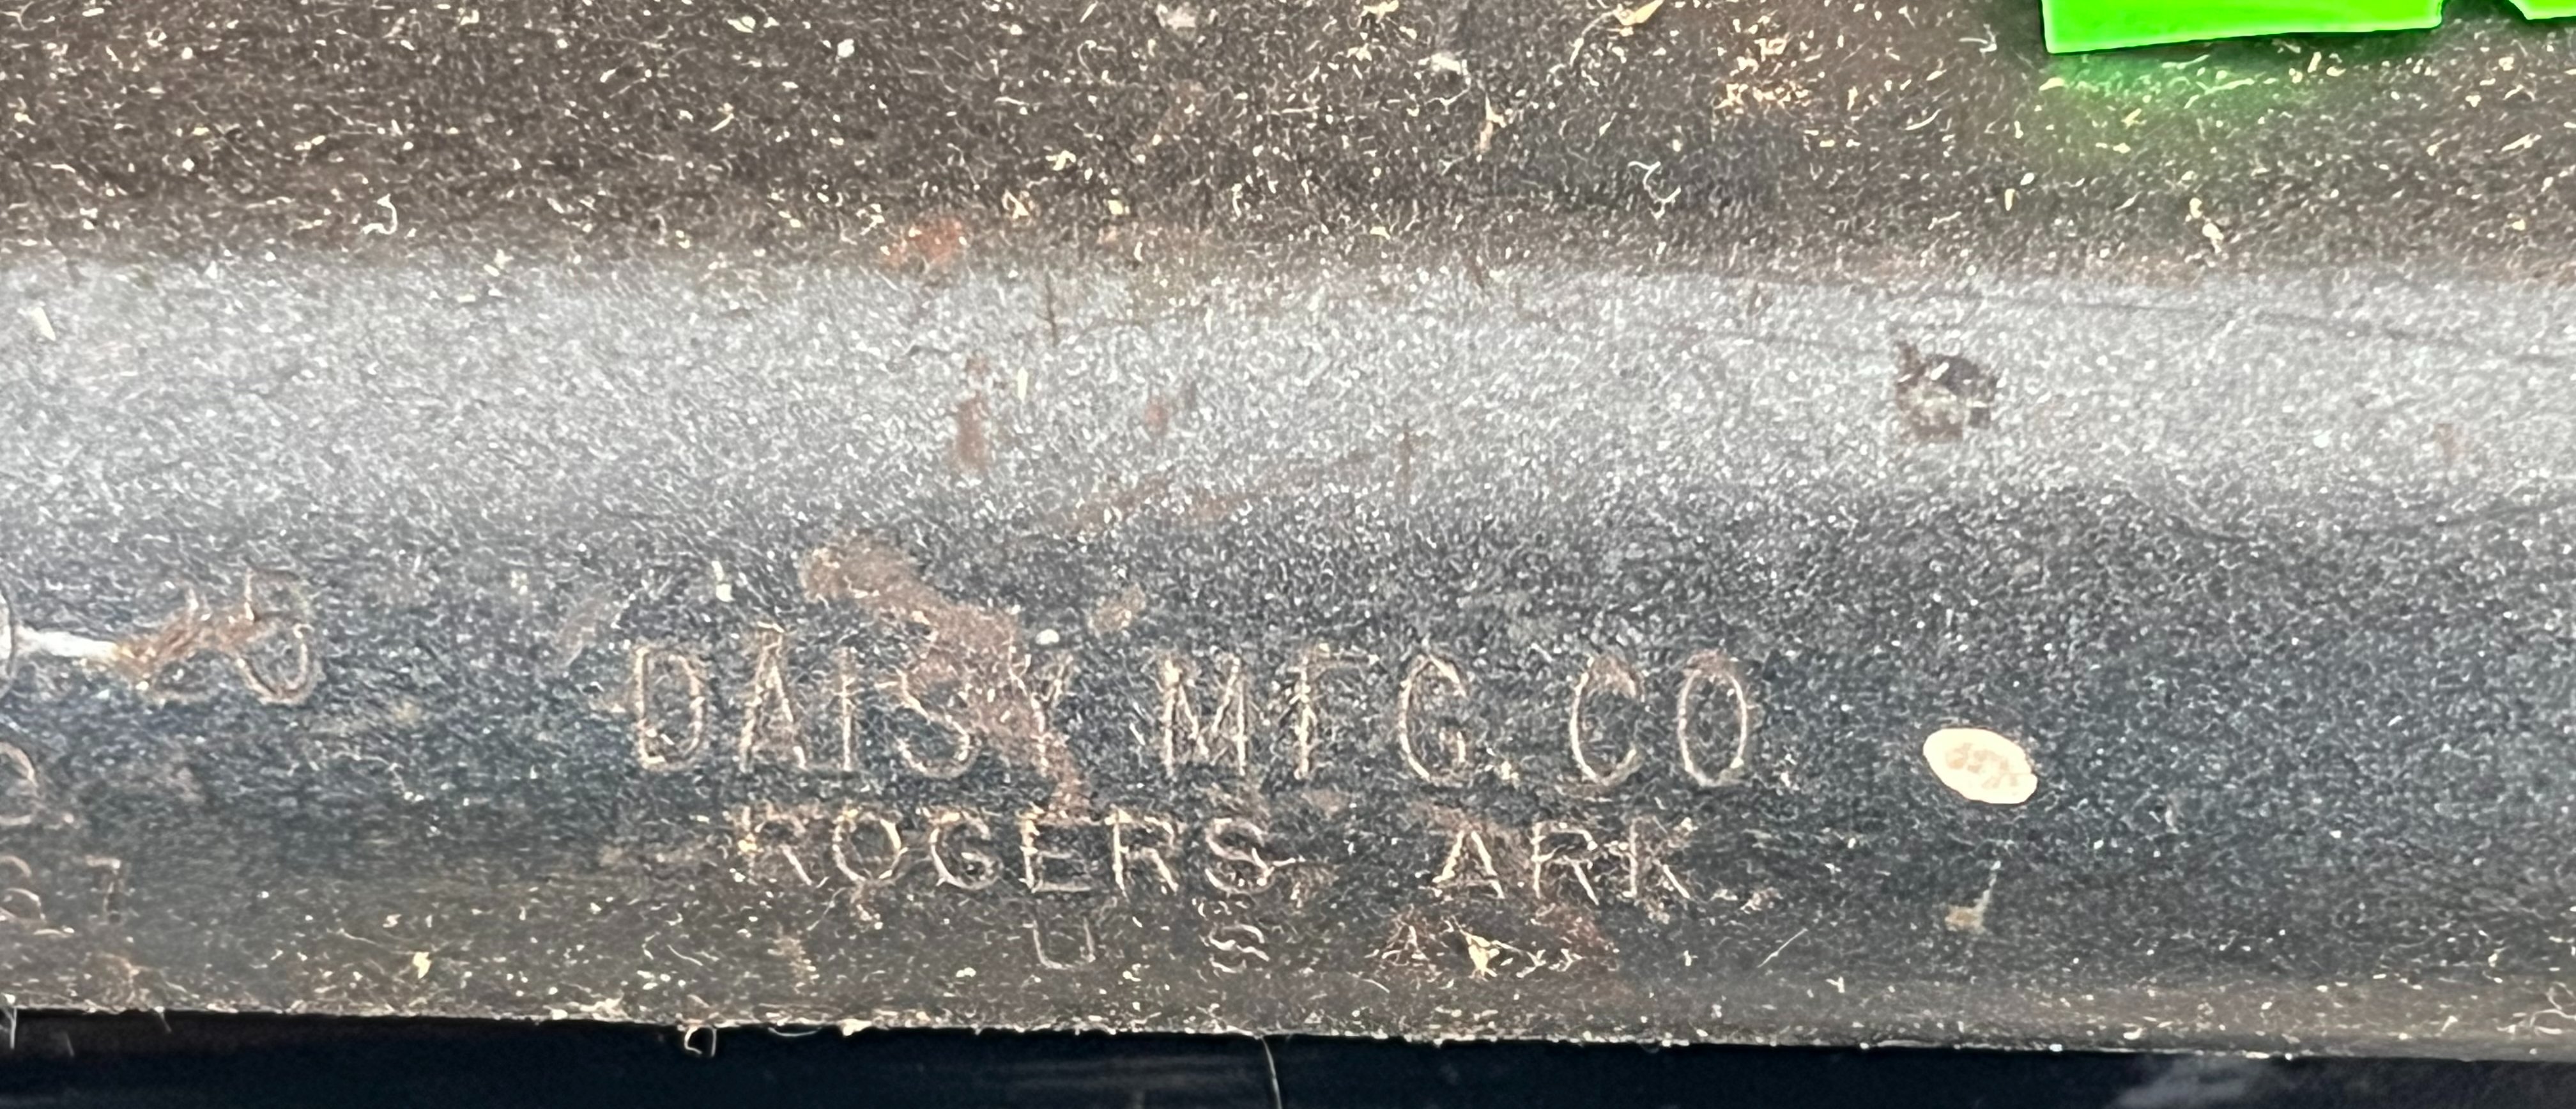 DAISY MFG. CO
ROGERS, ARK.
U S A